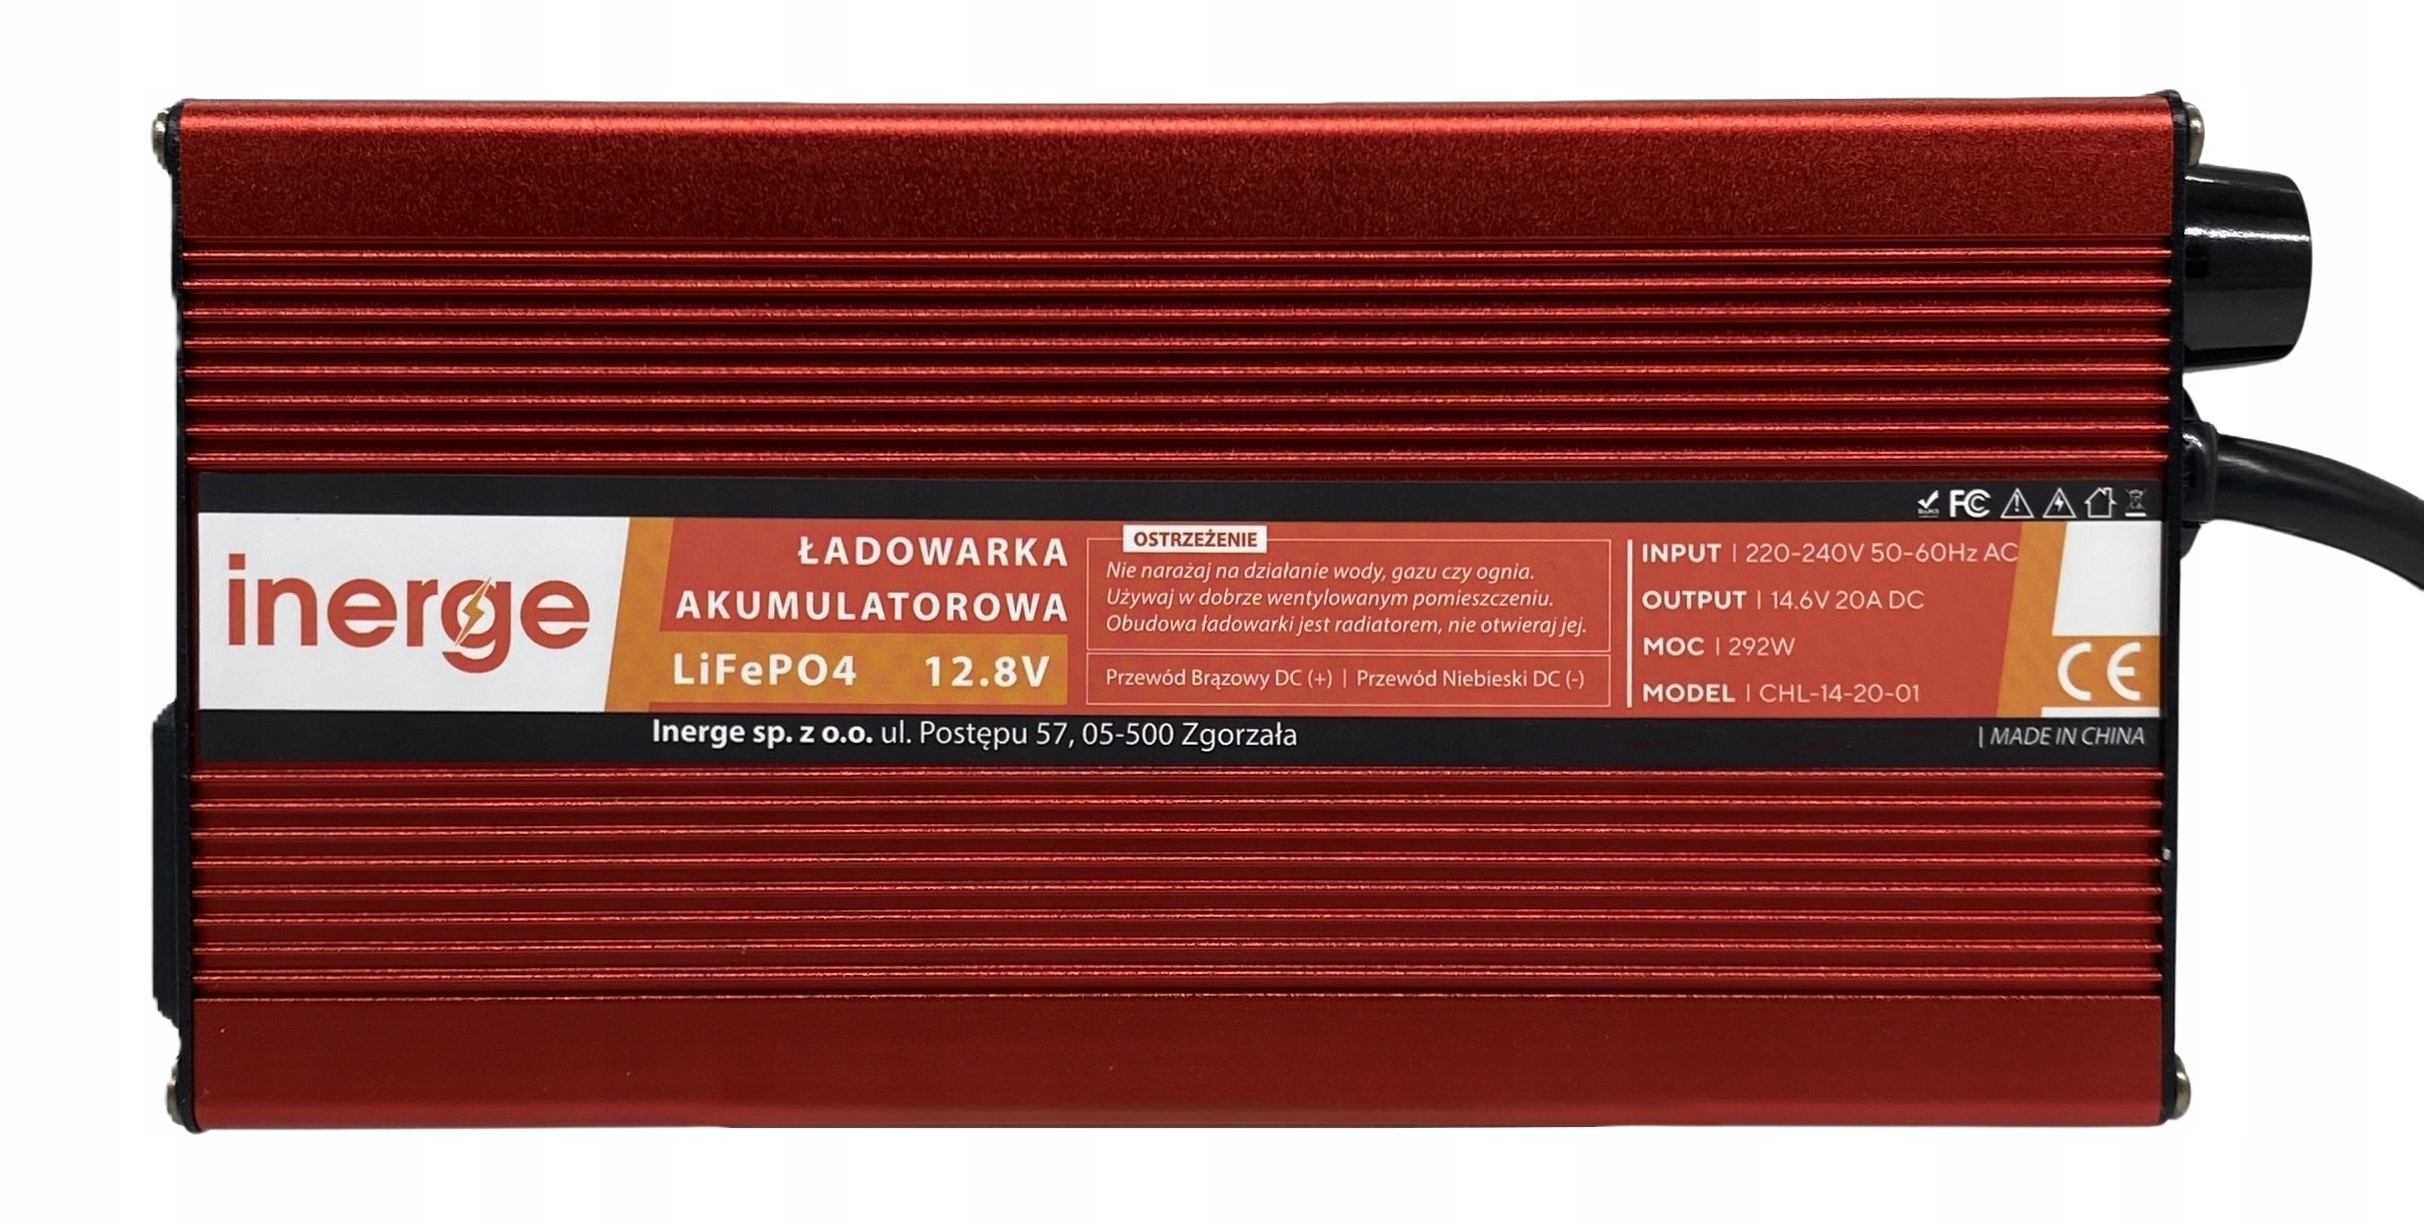 RoHS FC
inerge
ŁADOWARKA
AKUMULATOROWA
LiFePO4 12.8V
OSTRZEŻENIE
Nie narażaj na działanie wody, gazu czy ognia.
Używaj w dobrze wentylowanym pomieszczeniu.
Obudowa ładowarki jest radiatorem, nie otwieraj jej.
Przewód Brązowy DC (+) | Przewód Niebieski DC (-)
INPUT | 220-240V 50-60Hz AC
OUTPUT | 14.6V 20A DC
MOC | 292W
MODEL | CHL-14-20-01
CE
Inerge sp. z o.o. ul. Postępu 57, 05-500 Zgorzała
| MADE IN CHINA